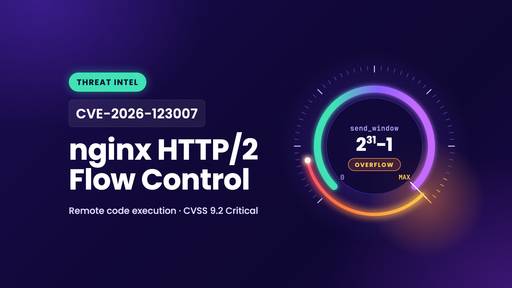 THREAT INTEL
CVE-2026-123007
nginx HTTP/2
Flow Control
Remote code execution · CVSS 9.2 Critical
send_window
2³¹-1
OVERFLOW
0
MAX